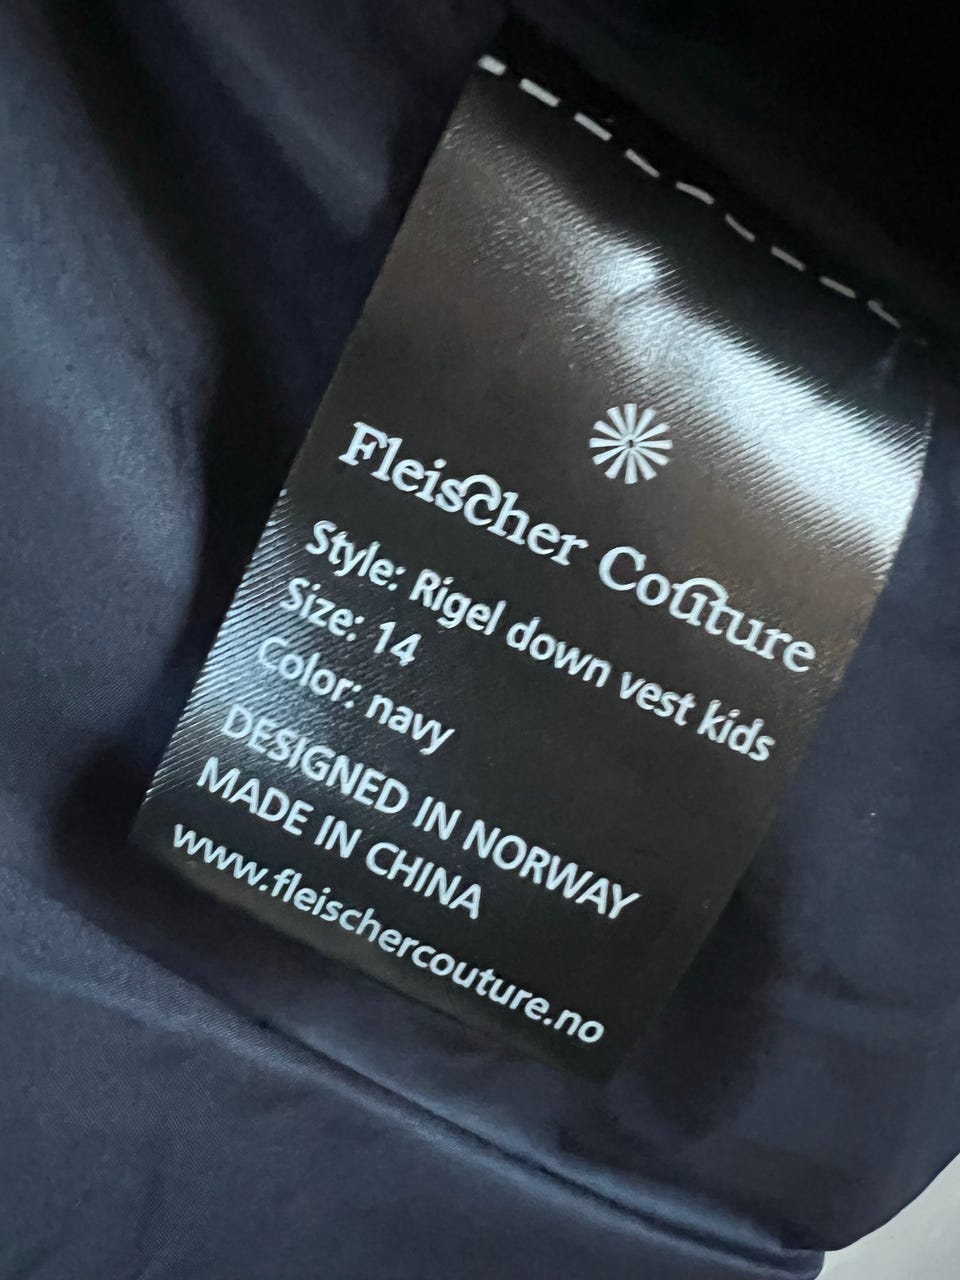 Fleischer Couture
Style: Rigel down vest kids
Size: 14
Color: navy
DESIGNED IN NORWAY
MADE IN CHINA
www.fleischercouture.no